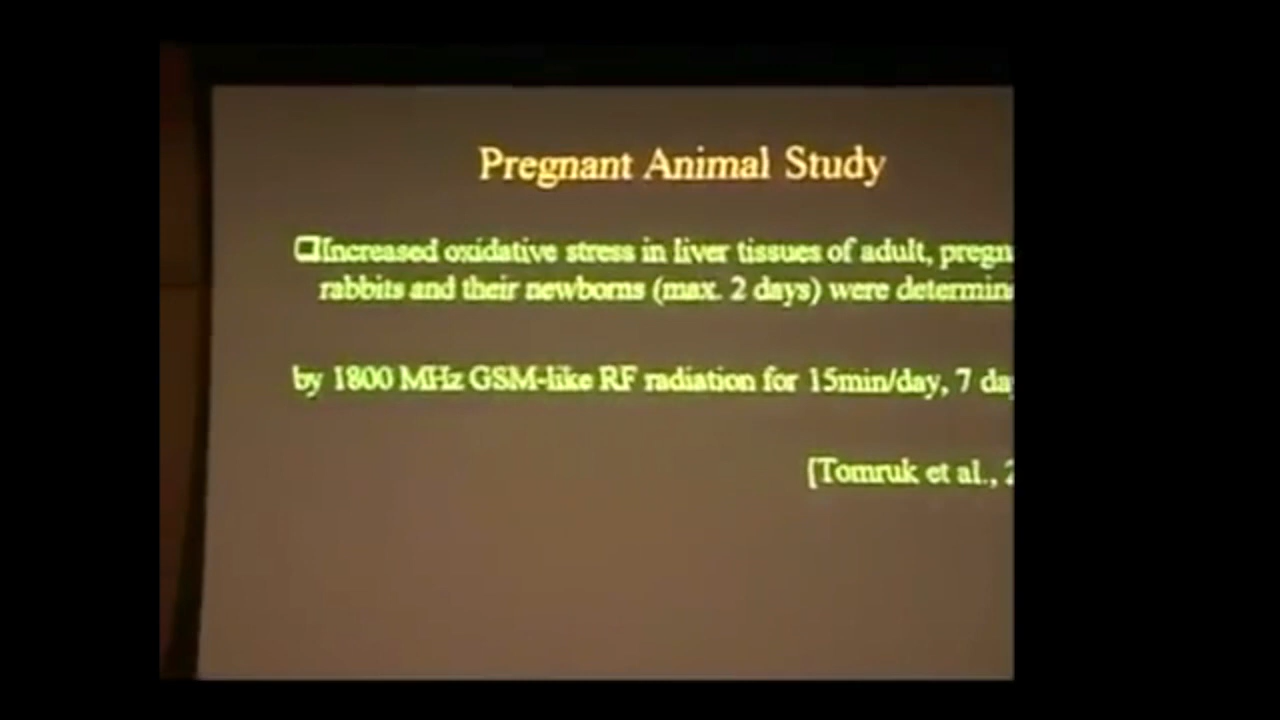 Pregnant Animal Study
❑Increased oxidative stress in liver tissues of adult, pregn
rabbits and their newborns (max. 2 days) were determin
by 1800 MHz GSM-like RF radiation for 15min/day, 7 da
[Tomruk et al., 2